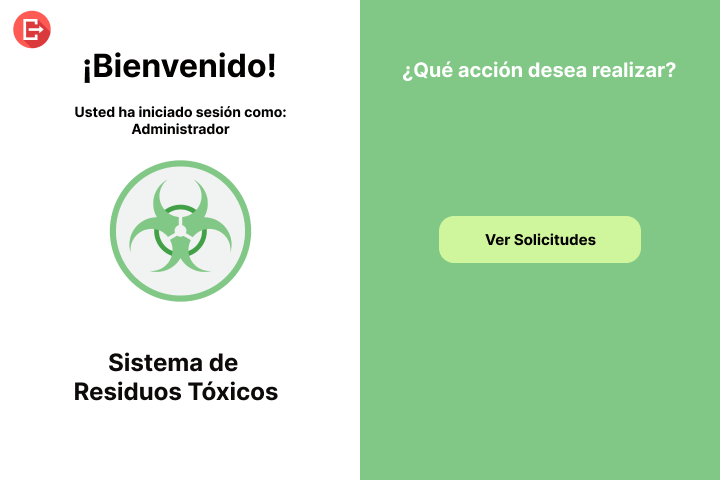 ¡Bienvenido!
Usted ha iniciado sesión como:
Administrador
Sistema de
Residuos Tóxicos
¿Qué acción desea realizar?
Ver Solicitudes